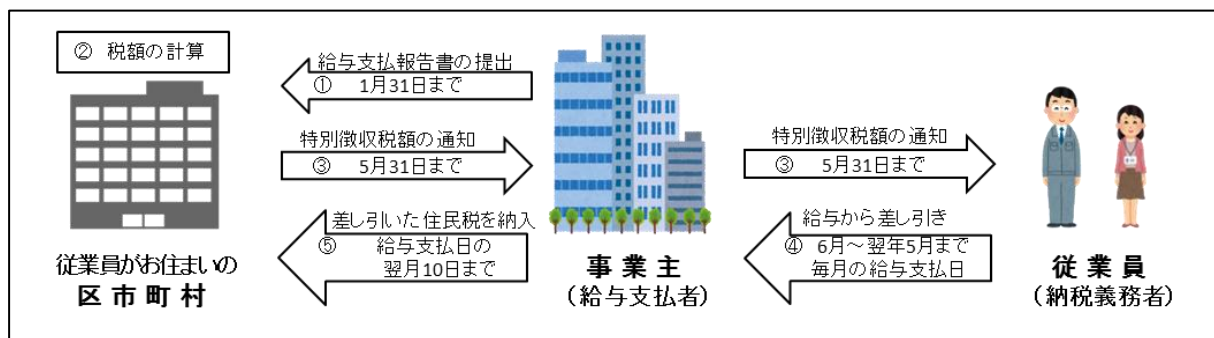 ② 税額の計算
給与支払報告書の提出
① 1月31日まで
特別徴収税額の通知
③ 5月31日まで
差し引いた住民税を納入
⑤ 給与支払日の
翌月10日まで
従業員がお住まいの
区市町村
事業主
(給与支払者)
特別徴収税額の通知
③ 5月31日まで
給与から差し引き
④ 6月~翌年5月まで
毎月の給与支払日
従業員
(納税義務者)